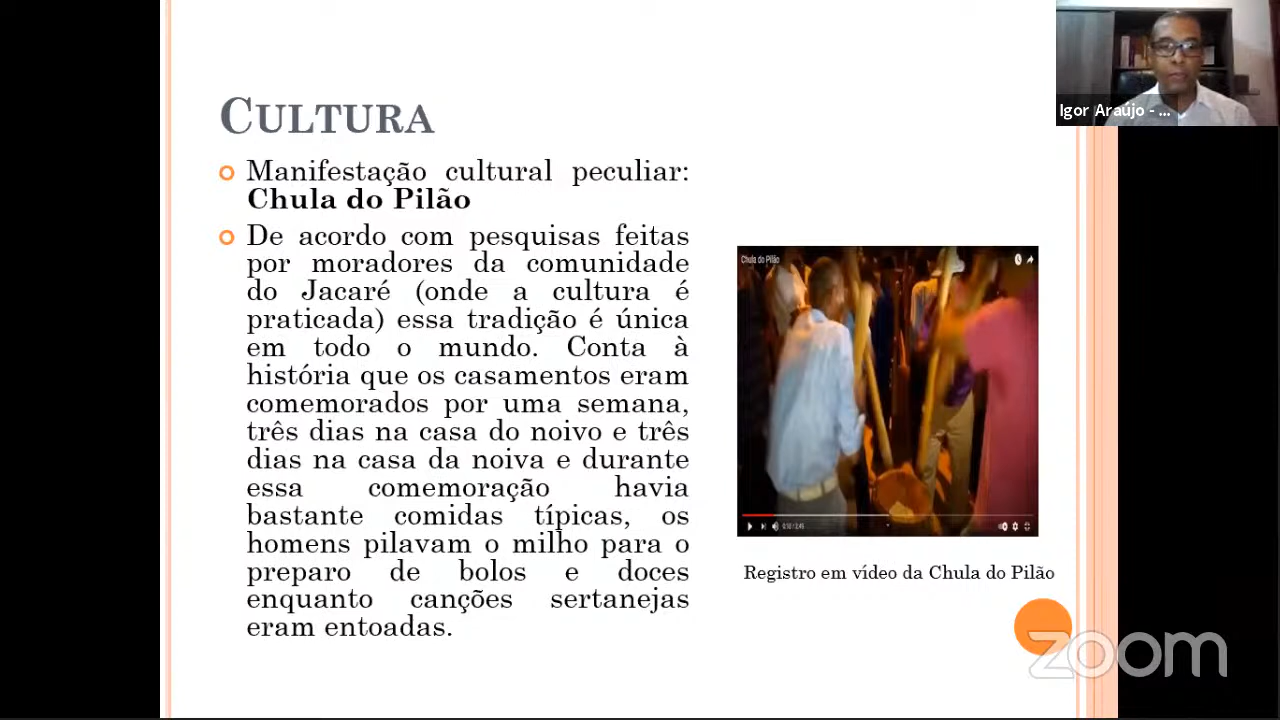 CULTURA
Manifestação cultural peculiar:
Chula do Pilão
De acordo com pesquisas feitas
por moradores da comunidade
do Jacaré (onde a cultura é
praticada) essa tradição é única
em todo o mundo. Conta à
história que os casamentos eram
comemorados por uma semana,
três dias na casa do noivo e três
dias na casa da noiva e durante
essa comemoração havia
bastante comidas típicas, os
homens pilavam o milho para o
preparo de bolos e doces
enquanto canções sertanejas
eram entoadas.
Chula do Pilão
Registro em vídeo da Chula do Pilão
Igor Araújo - ...
zoom